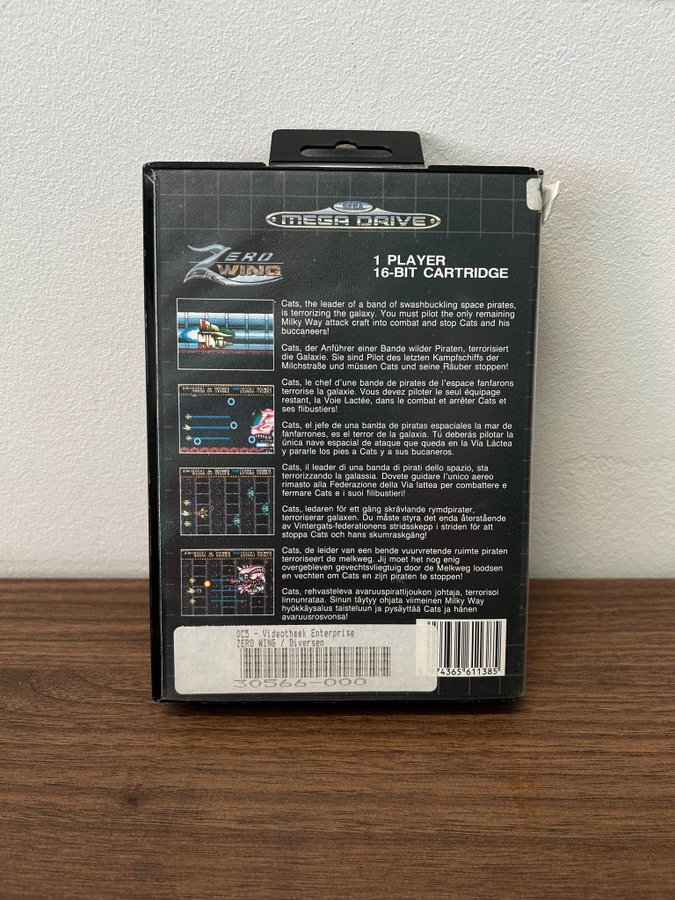 SEGA
MEGA DRIVE
ZERO
WING
1 PLAYER
16-BIT CARTRIDGE
Cats, the leader of a band of swashbuckling space pirates,
is terrorizing the galaxy. You must pilot the only remaining
Milky Way attack craft into combat and stop Cats and his
buccaneers!
Cats, der Anführer einer Bande wilder Piraten, terrorisiert
die Galaxie. Sie sind Pilot des letzten Kampfschiffs der
Milchstraße und müssen Cats und seine Räuber stoppen!
Cats, le chef d'une bande de pirates de l'espace fanfarons
terrorise la galaxie. Vous devez piloter le seul équipage
restant, la Voie Lactée, dans le combat et arrêter Cats et
ses flibustiers!
Cats, el jefe de una banda de piratas espaciales la mar de
fanfarrones, es el terror de la galaxia. Tú deberás pilotar la
única nave espacial de ataque que queda en la Vía Láctea
y pararle los pies a Cats y a sus bucaneros.
Cats, il leader di una banda di pirati dello spazio, sta
terrorizzando la galassia. Dovete guidare l'unico aereo
rimasto alla Federazione della Via lattea per combattere e
fermare Cats e i suoi filibustieri!
Cats, ledaren för ett gäng skrävlande rymdpirater,
terroriserar galaxen. Du måste styra det enda återstående
av Vintergats-federationens stridsskepp i striden för att
stoppa Cats och hans skumraskgäng!
Cats, de leider van een bende vuurvretende ruimte piraten
terroriseert de melkweg. Jij moet het nog enig
overgebleven gevechtsvliegtuig door de Melkweg loodsen
en vechten om Cats en zijn piraten te stoppen!
Cats, rehvasteleva avaruuspirattijoukon johtaja, terrorisoi
linnunrataa. Sinun täytyy ohjata viimeinen Milky Way
hyökkäysalus taisteluun ja pysäyttää Cats ja hänen
avaruusrosvonsa!
OC5 - Videotheek Enterprise
ZERO WING / Diversen
30566-000
74365 611385